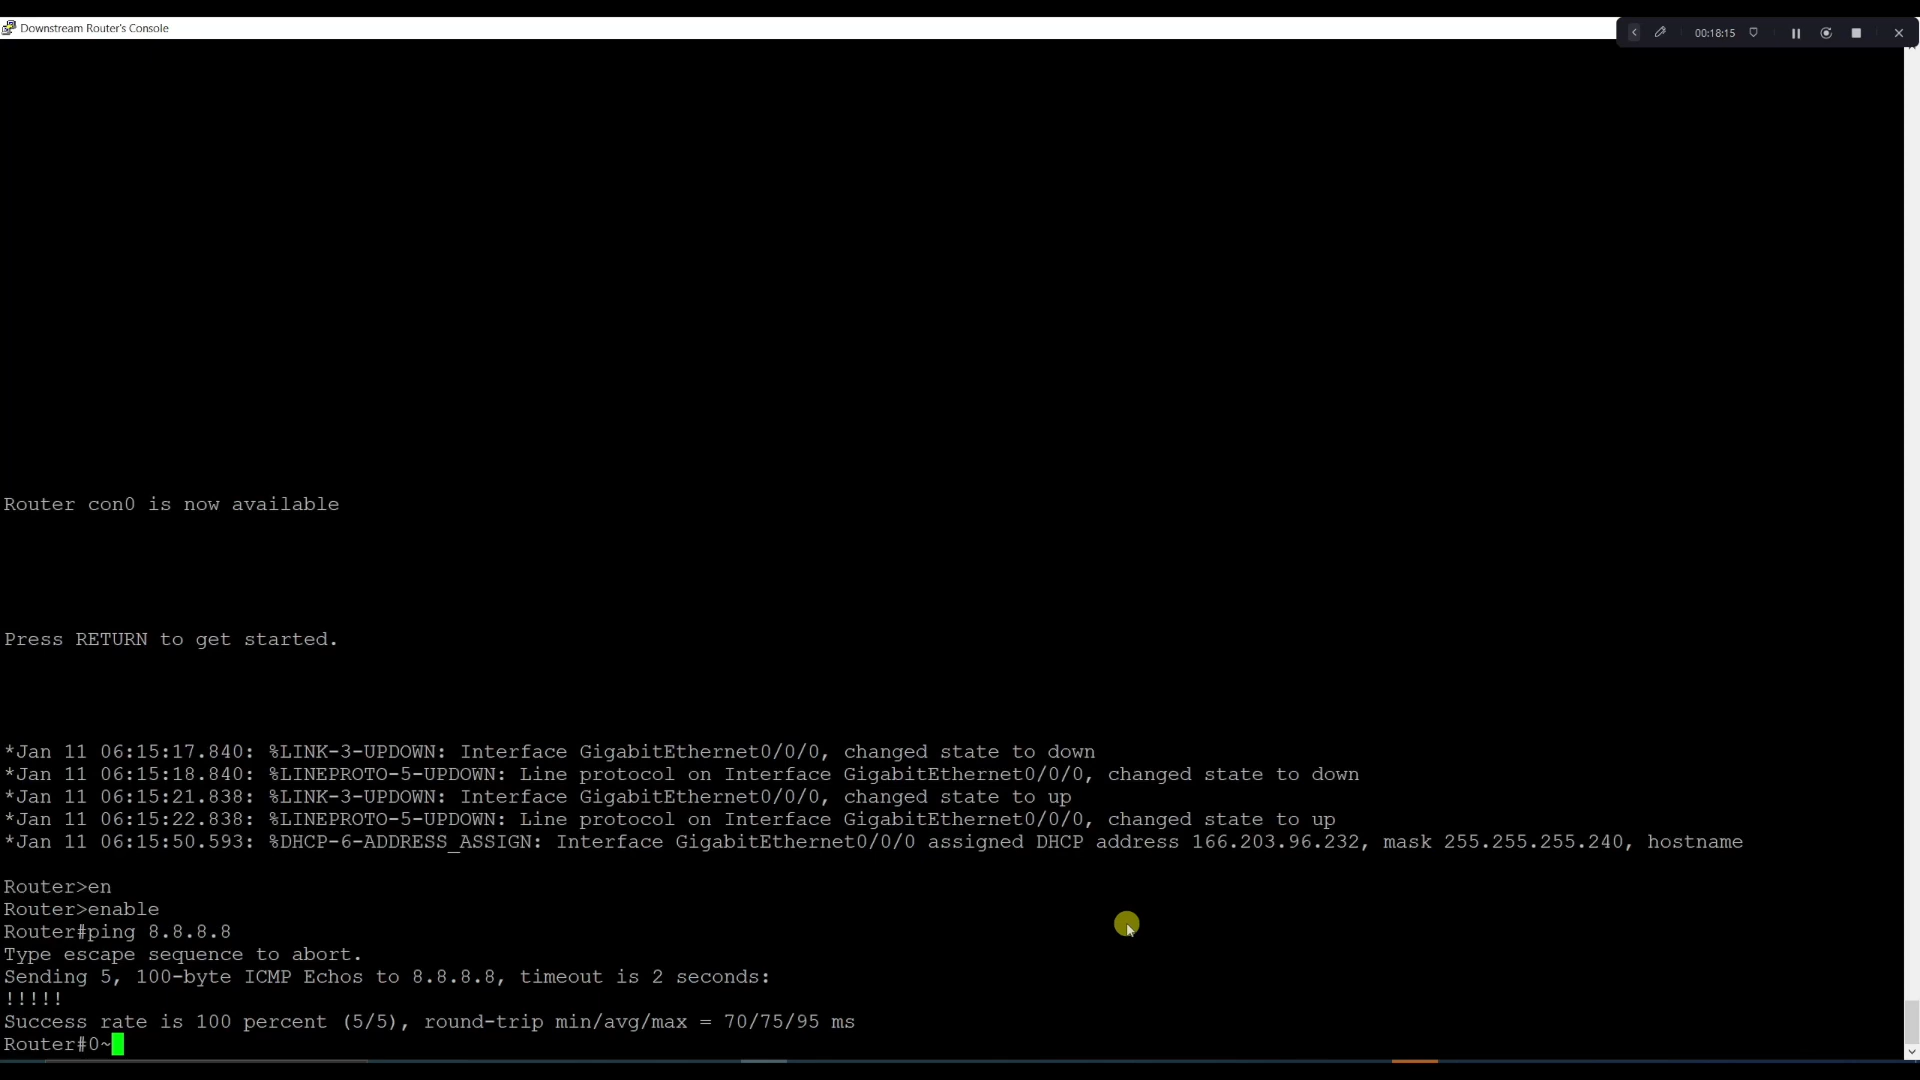 Downstream Router's Console
00:18:15
Router con0 is now available
Press RETURN to get started.
*Jan 11 06:15:17.840: %LINK-3-UPDOWN: Interface GigabitEthernet0/0/0, changed state to down
*Jan 11 06:15:18.840: %LINEPROTO-5-UPDOWN: Line protocol on Interface GigabitEthernet0/0/0, changed state to down
*Jan 11 06:15:21.838: %LINK-3-UPDOWN: Interface GigabitEthernet0/0/0, changed state to up
*Jan 11 06:15:22.838: %LINEPROTO-5-UPDOWN: Line protocol on Interface GigabitEthernet0/0/0, changed state to up
*Jan 11 06:15:50.593: %DHCP-6-ADDRESS_ASSIGN: Interface GigabitEthernet0/0/0 assigned DHCP address 166.203.96.232, mask 255.255.255.240, hostname
Router>en
Router>enable
Router#ping 8.8.8.8
Type escape sequence to abort.
Sending 5, 100-byte ICMP Echos to 8.8.8.8, timeout is 2 seconds:
!!!!!
Success rate is 100 percent (5/5), round-trip min/avg/max = 70/75/95 ms
Router#0~